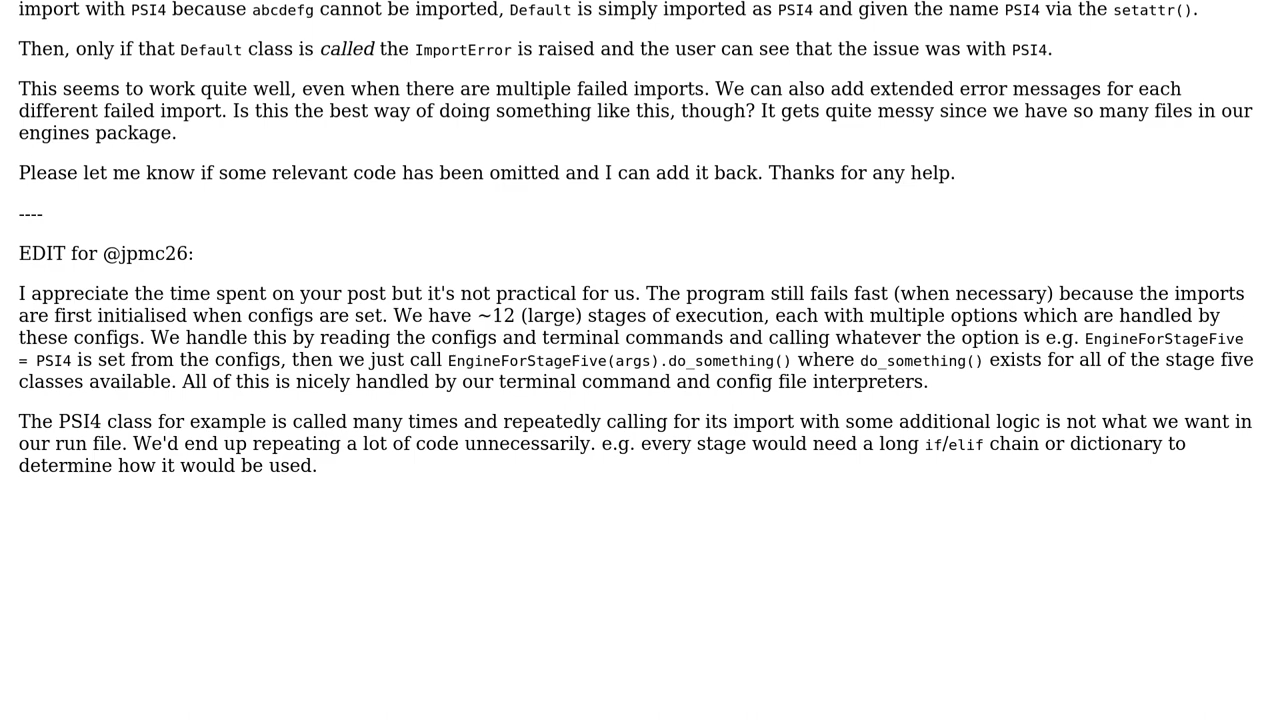 import with PSI4 because abcdefg cannot be imported, Default is simply imported as PSI4 and given the name PSI4 via the setattr().
Then, only if that Default class is called the ImportError is raised and the user can see that the issue was with PSI4.
This seems to work quite well, even when there are multiple failed imports. We can also add extended error messages for each
different failed import. Is this the best way of doing something like this, though? It gets quite messy since we have so many files in our
engines package.
Please let me know if some relevant code has been omitted and I can add it back. Thanks for any help.
----
EDIT for @jpmc26:
I appreciate the time spent on your post but it's not practical for us. The program still fails fast (when necessary) because the imports
are first initialised when configs are set. We have ~12 (large) stages of execution, each with multiple options which are handled by
these configs. We handle this by reading the configs and terminal commands and calling whatever the option is e.g. EngineForStageFive
= PSI4 is set from the configs, then we just call EngineForStageFive(args).do_something() where do_something() exists for all of the stage five
classes available. All of this is nicely handled by our terminal command and config file interpreters.
The PSI4 class for example is called many times and repeatedly calling for its import with some additional logic is not what we want in
our run file. We'd end up repeating a lot of code unnecessarily. e.g. every stage would need a long if/elif chain or dictionary to
determine how it would be used.